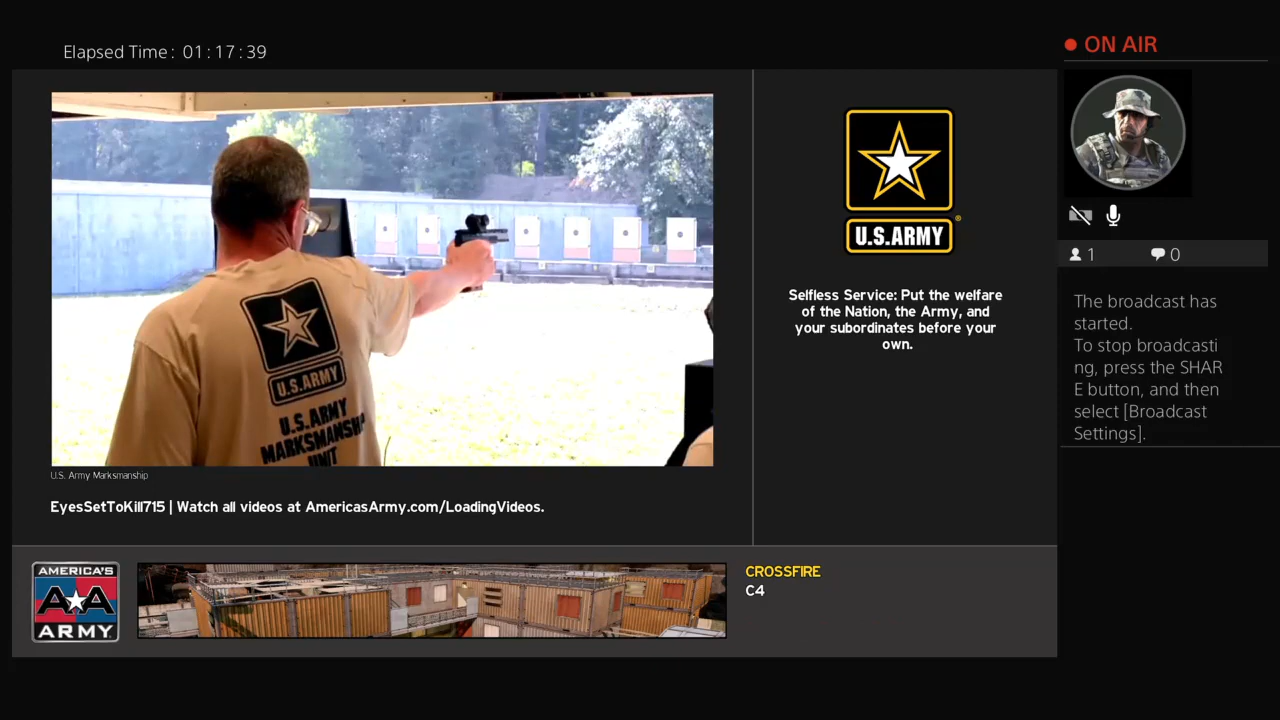 Elapsed Time: 01:17:39
ON AIR
U.S.ARMY
U.S. ARMY
MARKSMANSHIP
UNIT
U.S. Army Marksmanship
EyesSetToKill715 | Watch all videos at AmericasArmy.com/LoadingVideos.
U.S.ARMY
Selfless Service: Put the welfare
of the Nation, the Army, and
your subordinates before your
own.
1
0
The broadcast has
started.
To stop broadcasti
ng, press the SHAR
E button, and then
select [Broadcast
Settings].
AMERICA'S
AA
ARMY
CROSSFIRE
C4